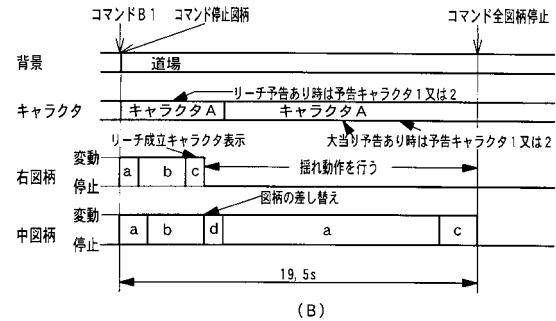 コマンドB1 コマンド停止図柄 コマンド全図柄停止
背景 道場
リーチ予告あり時は予告キャラクタ1又は2
キャラクタ キャラクタA キャラクタA
大当り予告あり時は予告キャラクタ1又は2
リーチ成立キャラクタ表示
変動 揺れ動作を行う
右図柄 a b c
停止
図柄の差し替え
変動
中図柄 a b d a c
停止
19,5s
(B)